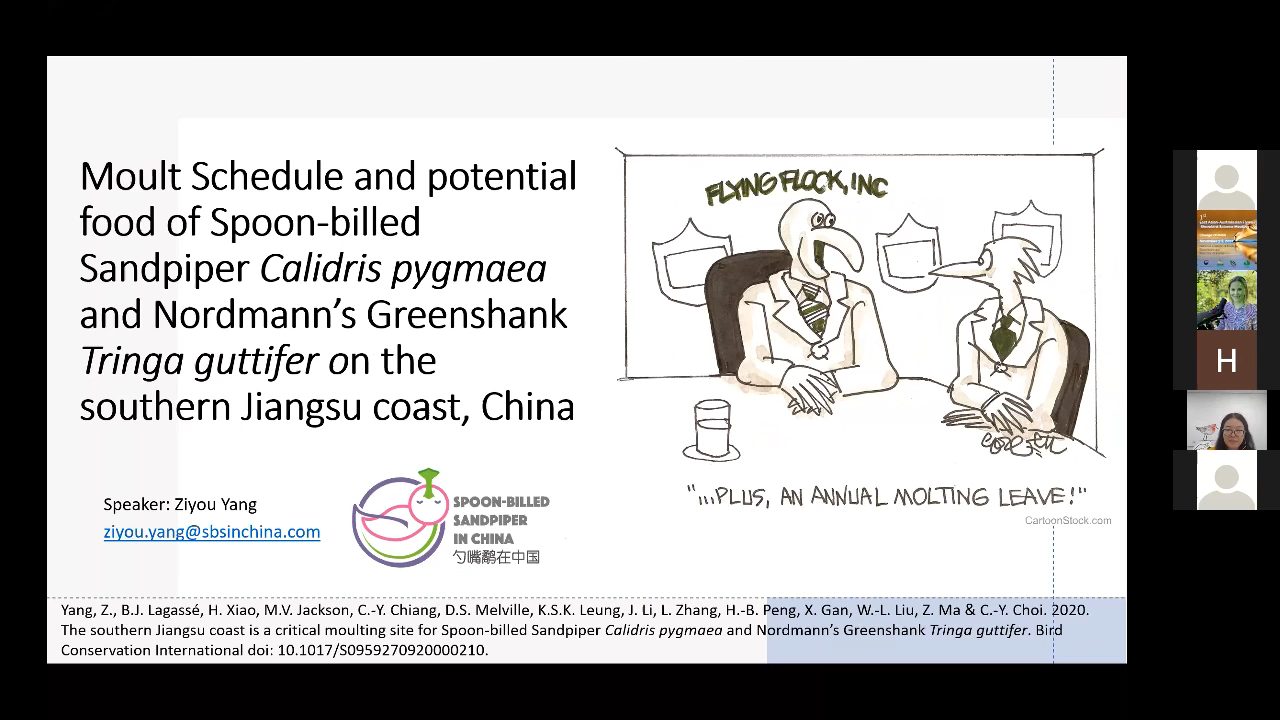 Moult Schedule and potential
food of Spoon-billed
Sandpiper Calidris pygmaea
and Nordmann’s Greenshank
Tringa guttifer on the
southern Jiangsu coast, China
FLYING FLOCK, INC
"...PLUS, AN ANNUAL MOLTING LEAVE!"
CartoonStock.com
Speaker: Ziyou Yang
ziyou.yang@sbsinchina.com
SPOON-BILLED
SANDPIPER
IN CHINA
勺嘴鹬在中国
Yang, Z., B.J. Lagassé, H. Xiao, M.V. Jackson, C.-Y. Chiang, D.S. Melville, K.S.K. Leung, J. Li, L. Zhang, H.-B. Peng, X. Gan, W.-L. Liu, Z. Ma & C.-Y. Choi. 2020.
The southern Jiangsu coast is a critical moulting site for Spoon-billed Sandpiper Calidris pygmaea and Nordmann’s Greenshank Tringa guttifer. Bird
Conservation International doi: 10.1017/S0959270920000210.
H